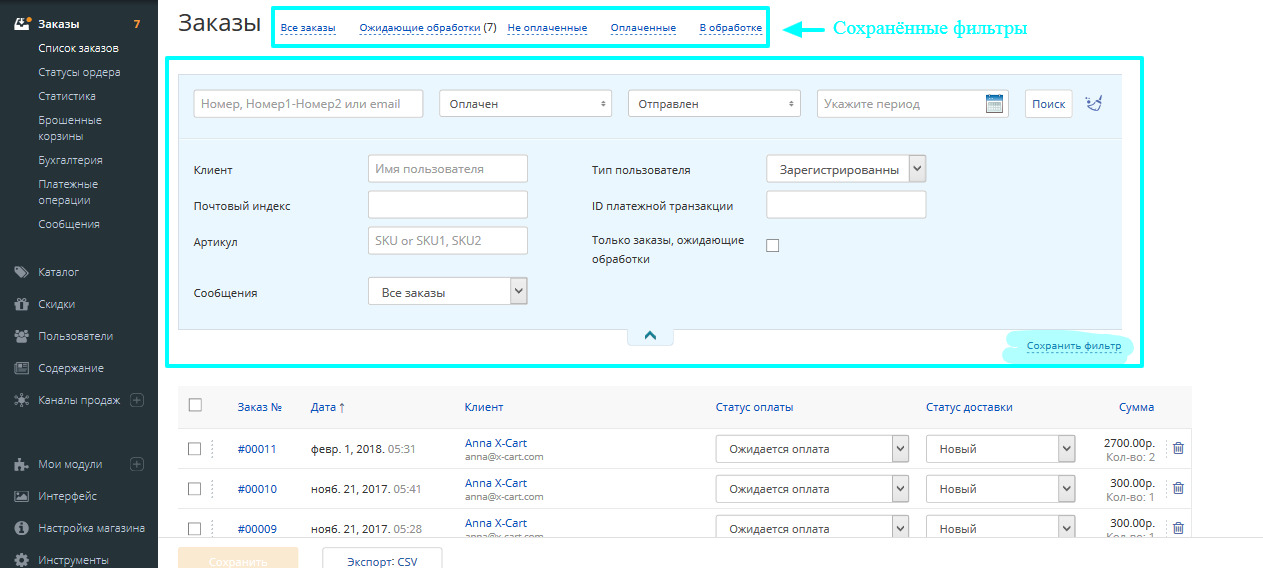 Заказы 7
Список заказов
Статусы ордера
Статистика
Брошенные
корзины
Бухгалтерия
Платежные
операции
Сообщения
Каталог
Скидки
Пользователи
Содержание
Каналы продаж
Мои модули
Интерфейс
Настройка магазина
Инструменты
Заказы Все заказы Ожидающие обработки (7) Не оплаченные Оплаченные В обработке Сохранённые фильтры
Номер, Номер1-Номер2 или email Оплачен Отправлен Укажите период Поиск
Клиент Имя пользователя Тип пользователя Зарегистрированны
Почтовый индекс ID платежной транзакции
Артикул SKU or SKU1, SKU2 Только заказы, ожидающие
обработки
Сообщения Все заказы
Сохранить фильтр
Заказ № Дата ↑ Клиент Статус оплаты Статус доставки Сумма
#00011 февр. 1, 2018. 05:31 Anna X-Cart Ожидается оплата Новый 2700.00р.
anna@x-cart.com Кол-во: 2
#00010 нояб. 21, 2017. 05:41 Anna X-Cart Ожидается оплата Новый 300.00р.
anna@x-cart.com Кол-во: 1
#00009 нояб. 21, 2017. 05:28 Anna X-Cart Ожидается оплата Новый 300.00р.
anna@x-cart.com Кол-во: 1
Сохранить Экспорт: CSV